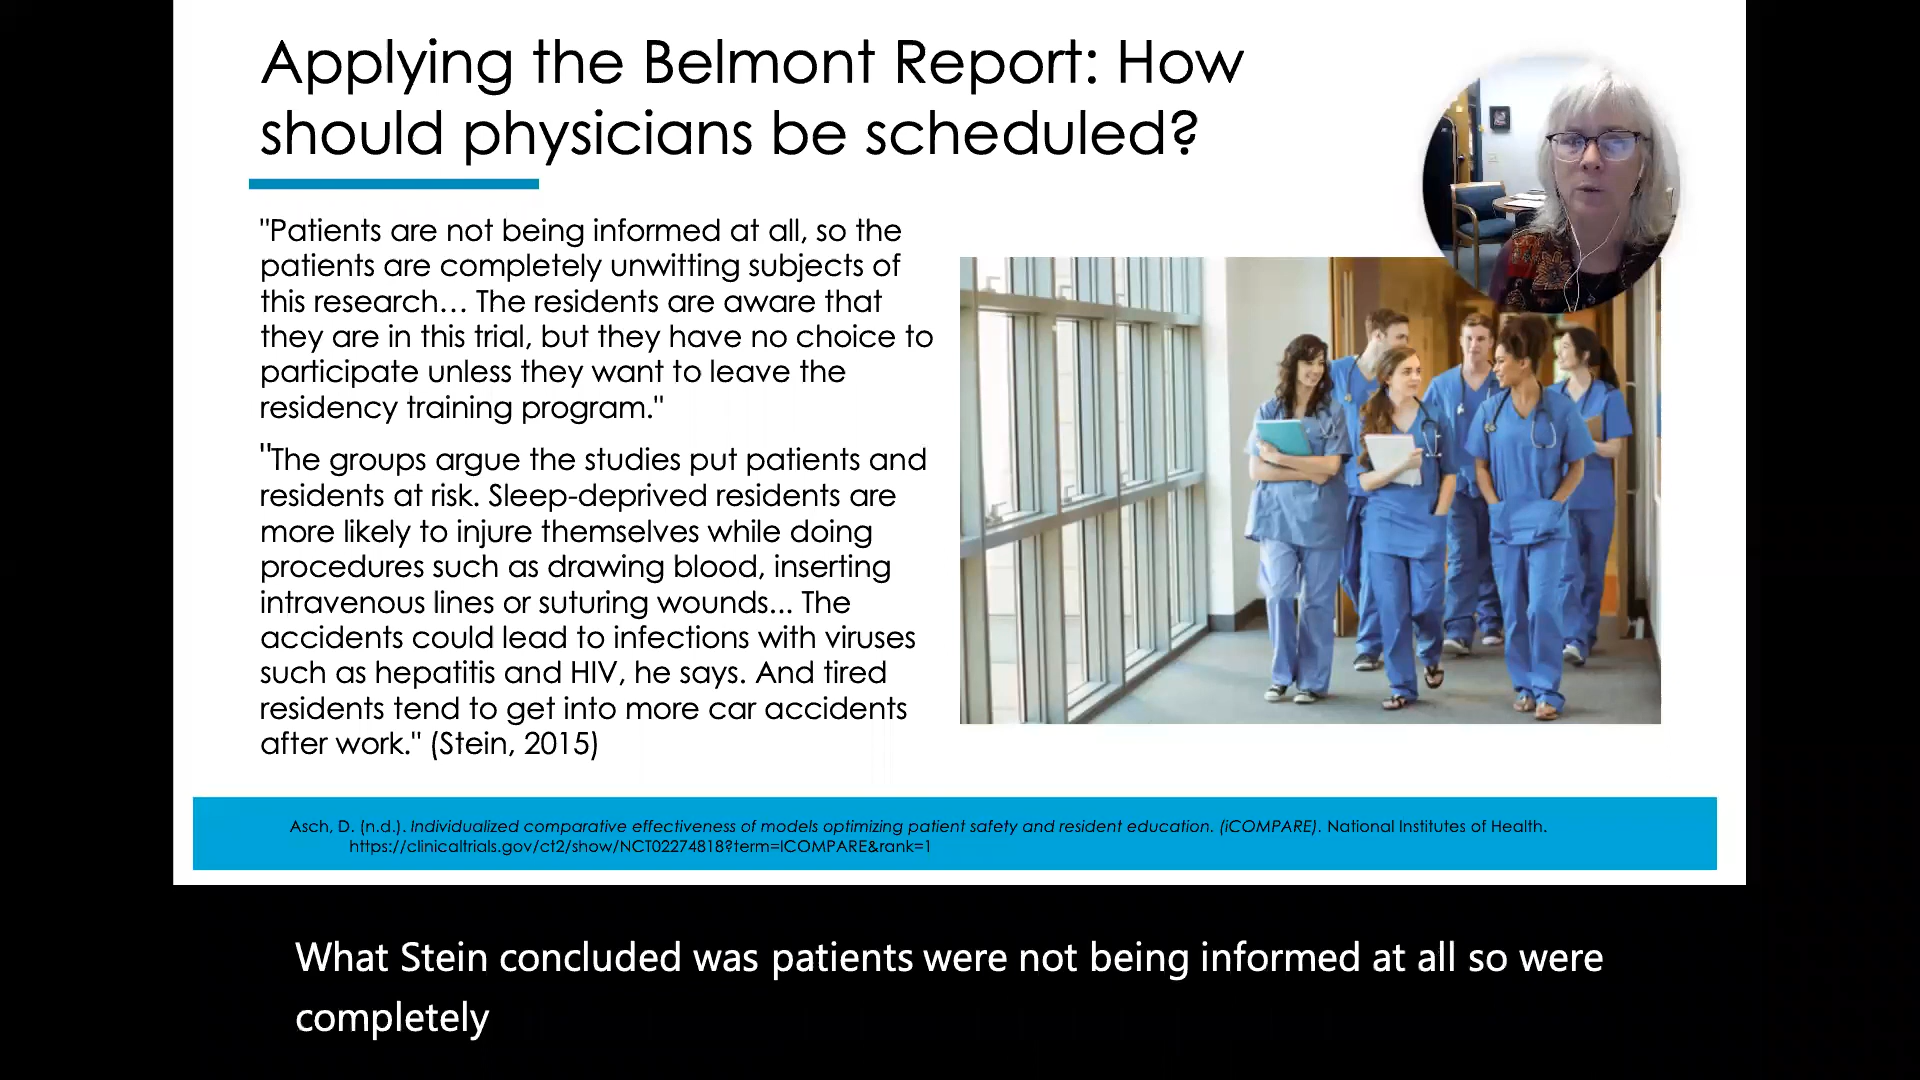 Applying the Belmont Report: How
should physicians be scheduled?
"Patients are not being informed at all, so the
patients are completely unwitting subjects of
this research... The residents are aware that
they are in this trial, but they have no choice to
participate unless they want to leave the
residency training program."
"The groups argue the studies put patients and
residents at risk. Sleep-deprived residents are
more likely to injure themselves while doing
procedures such as drawing blood, inserting
intravenous lines or suturing wounds... The
accidents could lead to infections with viruses
such as hepatitis and HIV, he says. And tired
residents tend to get into more car accidents
after work." (Stein, 2015)
Asch, D. (n.d.). Individualized comparative effectiveness of models optimizing patient safety and resident education. (iCOMPARE). National Institutes of Health.
https://clinicaltrials.gov/ct2/show/NCT02274818?term=ICOMPARE&rank=1
What Stein concluded was patients were not being informed at all so were
completely